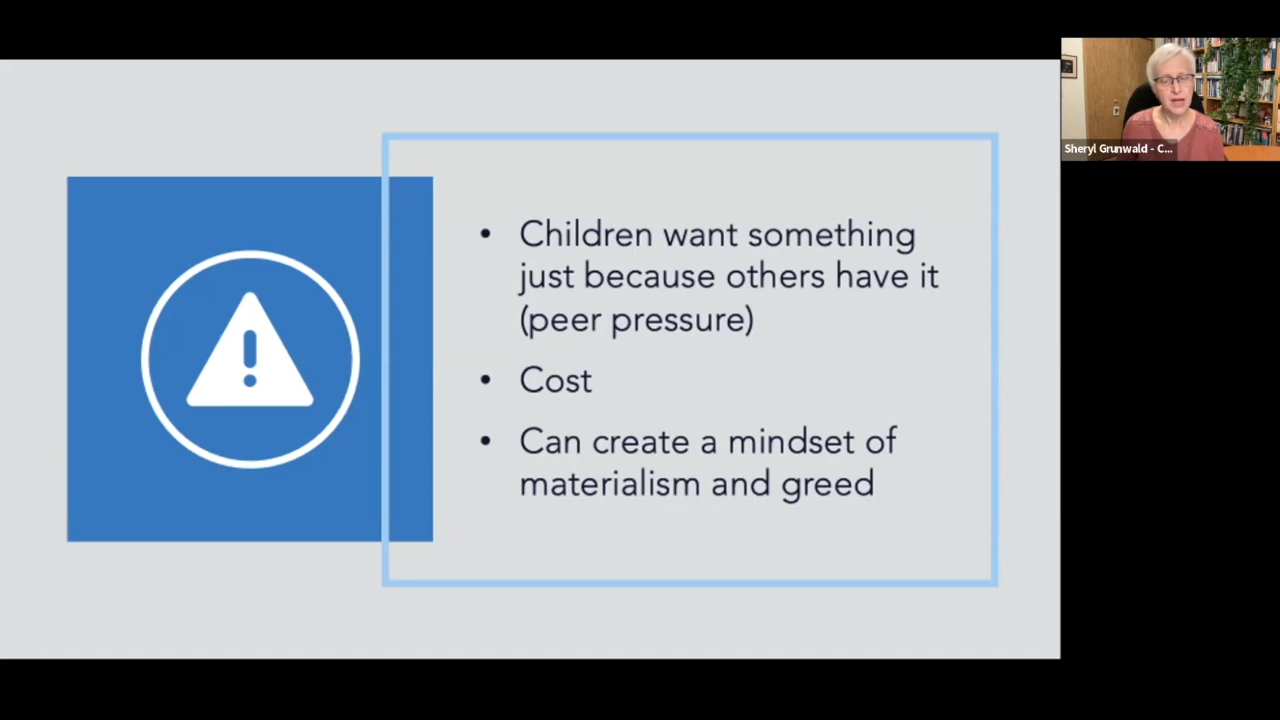 Sheryl Grunwald - C...
• Children want something
just because others have it
(peer pressure)
• Cost
• Can create a mindset of
materialism and greed